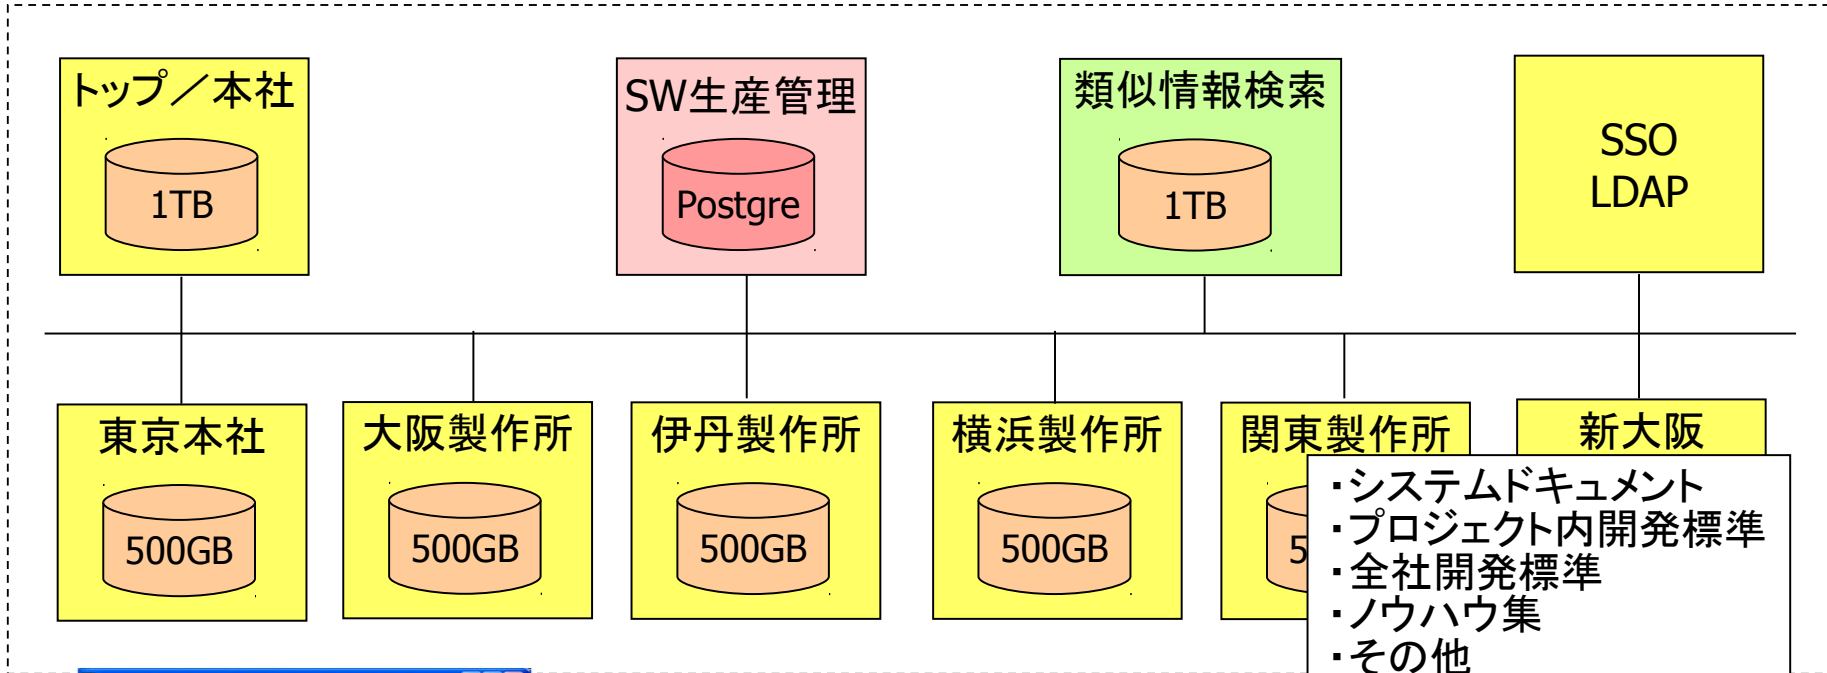 トップ／本社
SW生産管理
類似情報検索
SSO
LDAP
1TB
Postgre
1TB
東京本社
大阪製作所
伊丹製作所
横浜製作所
関東製作所
新大阪
500GB
500GB
500GB
500GB
5
・システムドキュメント
・プロジェクト内開発標準
・全社開発標準
・ノウハウ集
・その他